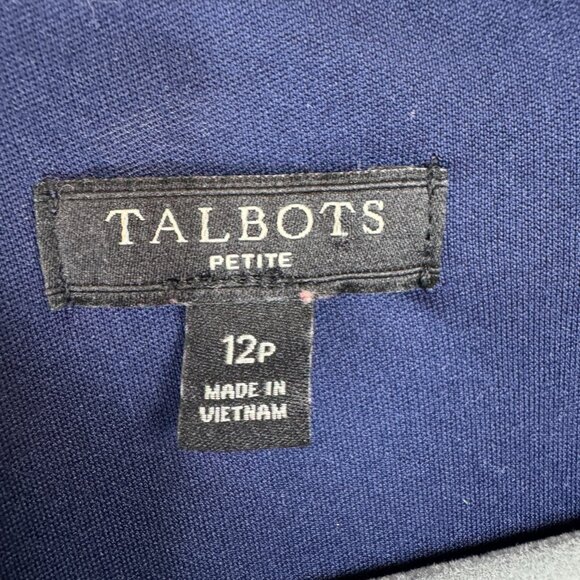 TALBOTS
PETITE
12P
MADE IN
VIETNAM